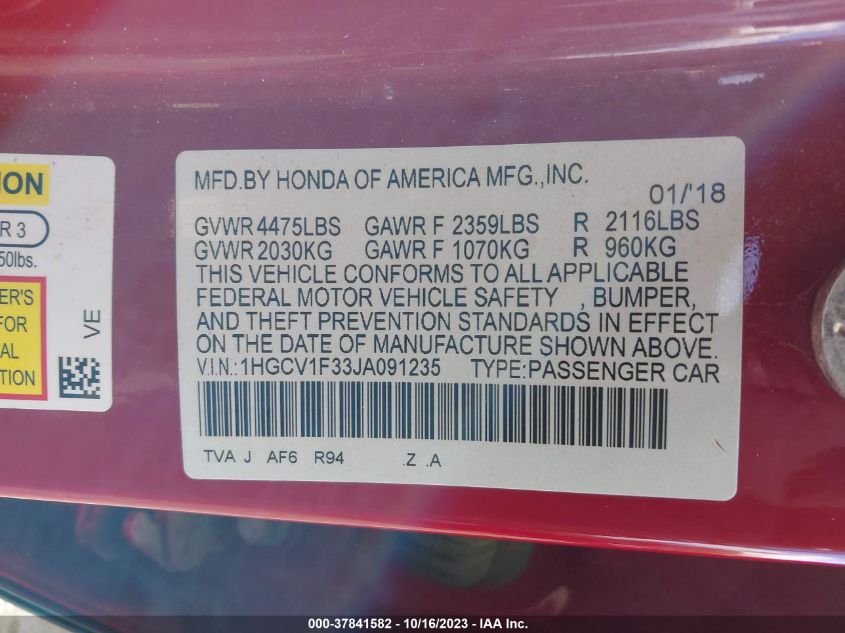 ION
R 3
50lbs.
ER'S
FOR
AL
TION
VE
MFD.BY HONDA OF AMERICA MFG.,INC.
01/'18
GVWR 4475LBS GAWR F 2359LBS R 2116LBS
GVWR 2030KG GAWR F 1070KG R 960KG
THIS VEHICLE CONFORMS TO ALL APPLICABLE
FEDERAL MOTOR VEHICLE SAFETY , BUMPER,
AND THEFT PREVENTION STANDARDS IN EFFECT
ON THE DATE OF MANUFACTURE SHOWN ABOVE.
V.I.N.:1HGCV1F33JA091235 TYPE:PASSENGER CAR
TVA J AF6 R94 .Z .A
000-37841582 - 10/16/2023 - IAA Inc.